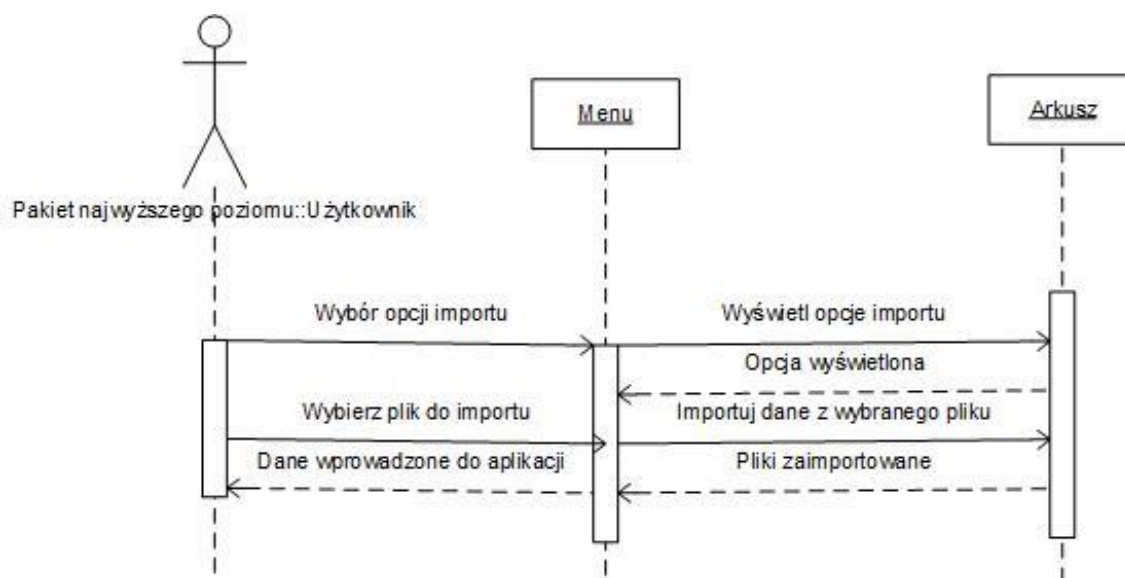 Menu
Arkusz
Pakiet najwyższego poziomu::Użytkownik
Wybór opcji importu
Wyświetl opcje importu
Opcja wyświetlona
Wybierz plik do importu
Importuj dane z wybranego pliku
Dane wprowadzone do aplikacji
Pliki zaimportowane